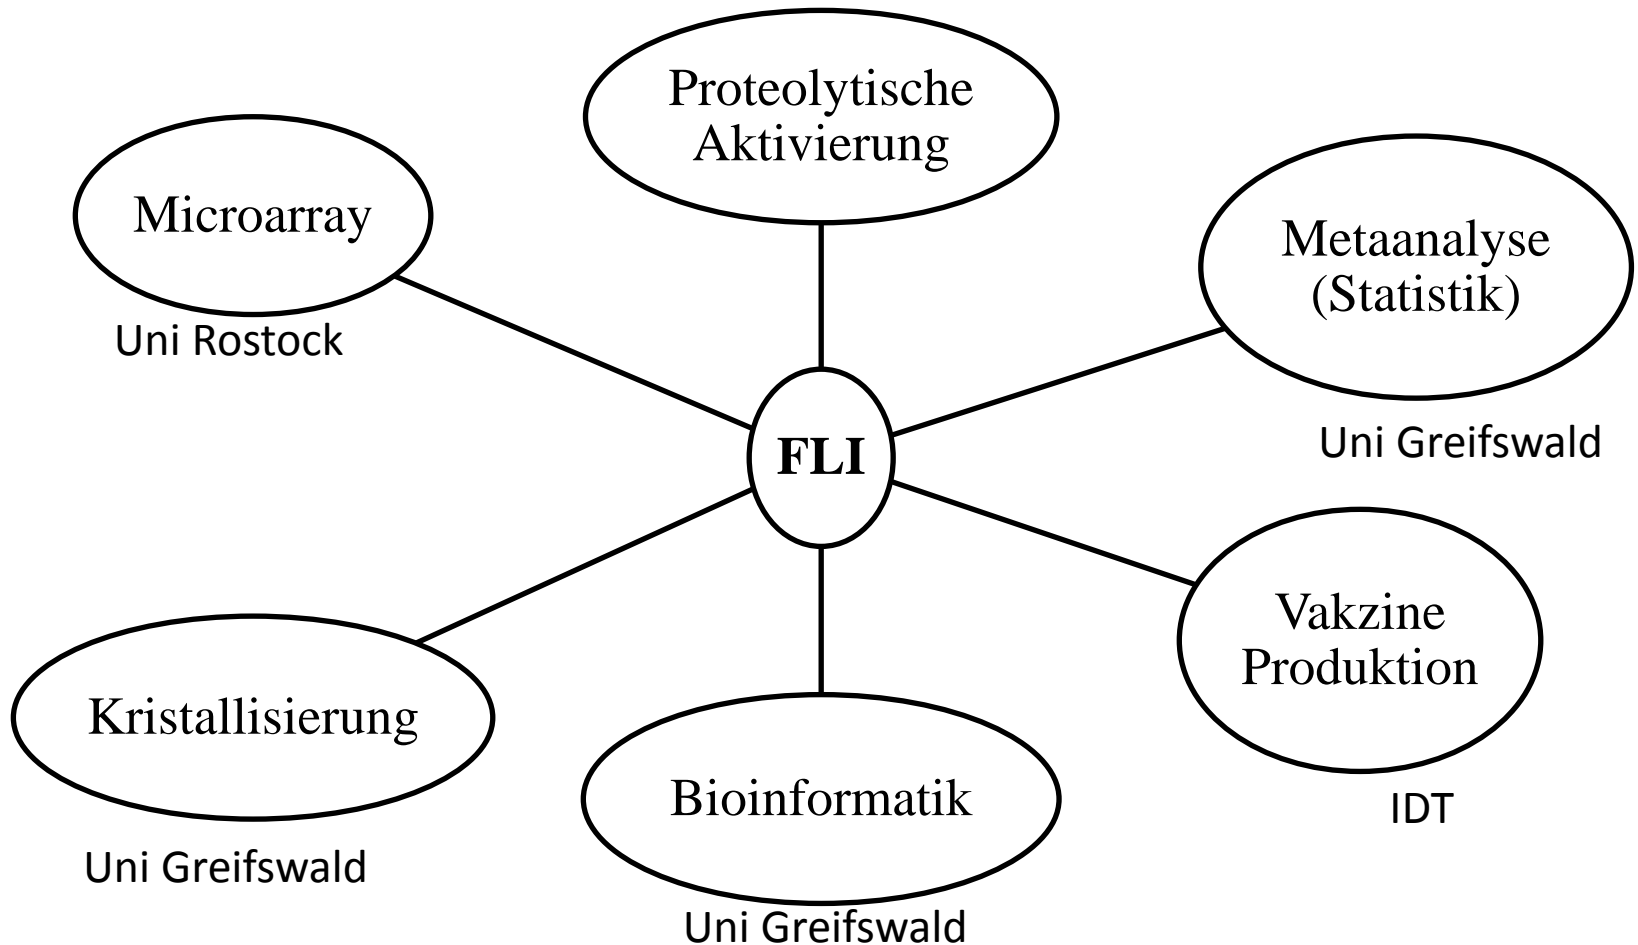 Proteolytische
Aktivierung
Microarray
Uni Rostock
Metaanalyse
(Statistik)
Uni Greifswald
FLI
Vakzine
Produktion
IDT
Kristallisierung
Uni Greifswald
Bioinformatik
Uni Greifswald